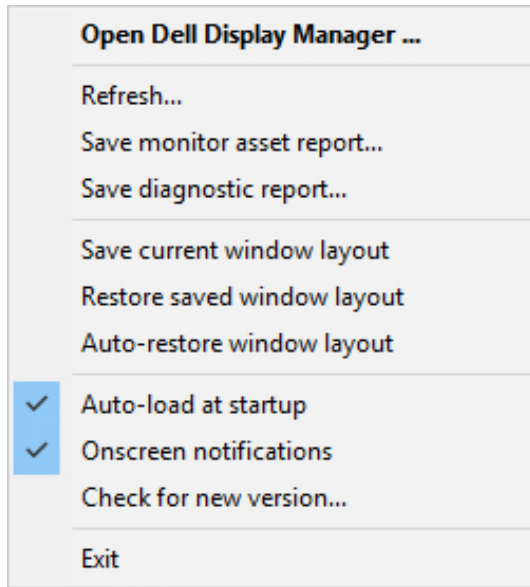 Open Dell Display Manager ...
Refresh...
Save monitor asset report...
Save diagnostic report...
Save current window layout
Restore saved window layout
Auto-restore window layout
Auto-load at startup
Onscreen notifications
Check for new version...
Exit